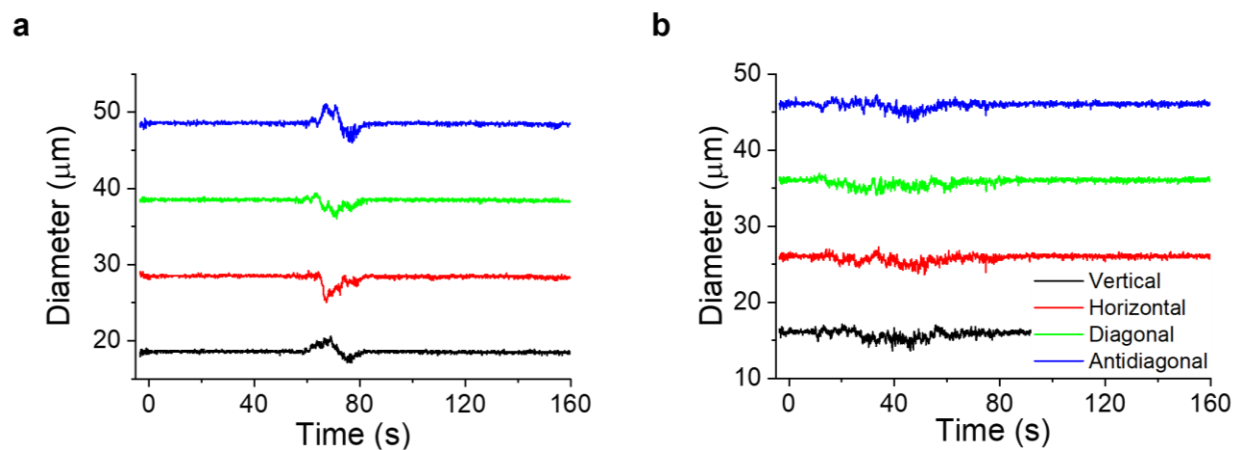 a
Diameter (μm)
50
40
30
20
0
40
80
120
160
Time (s)
b
Diameter (μm)
50
40
30
20
10
0
40
80
120
160
Time (s)
Vertical
Horizontal
Diagonal
Antidiagonal